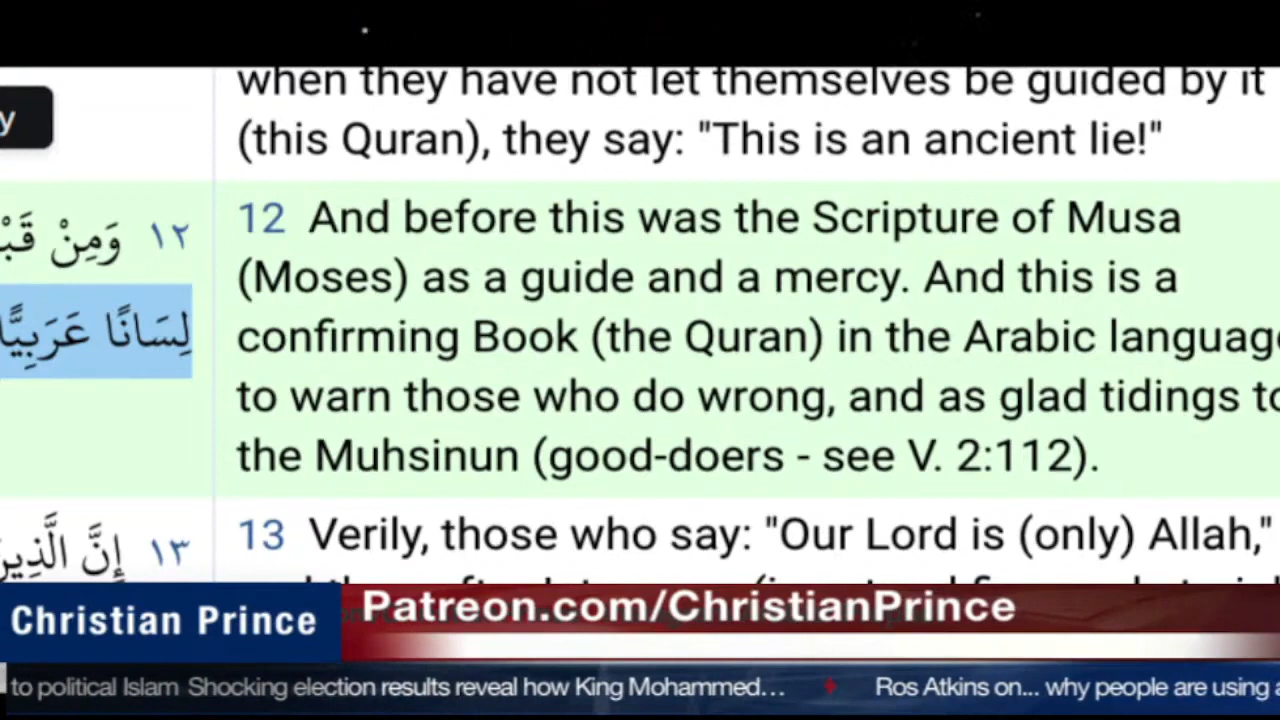 when they have not let themselves be guided by it
(this Quran), they say: "This is an ancient lie!"
y
١٢ وَمِنْ
12 And before this was the Scripture of Musa
(Moses) as a guide and a mercy. And this is a
لِسَانًا عَرَبِيًّا
confirming Book (the Quran) in the Arabic languag
to warn those who do wrong, and as glad tidings to
the Muhsinun (good-doers - see V. 2:112).
١٣ إِنَّ الَّذِينَ
13 Verily, those who say: "Our Lord is (only) Allah,"
Christian Prince
Patreon.com/ChristianPrince
to political Islam Shocking election results reveal how King Mohammed... Ros Atkins on... why people are using a